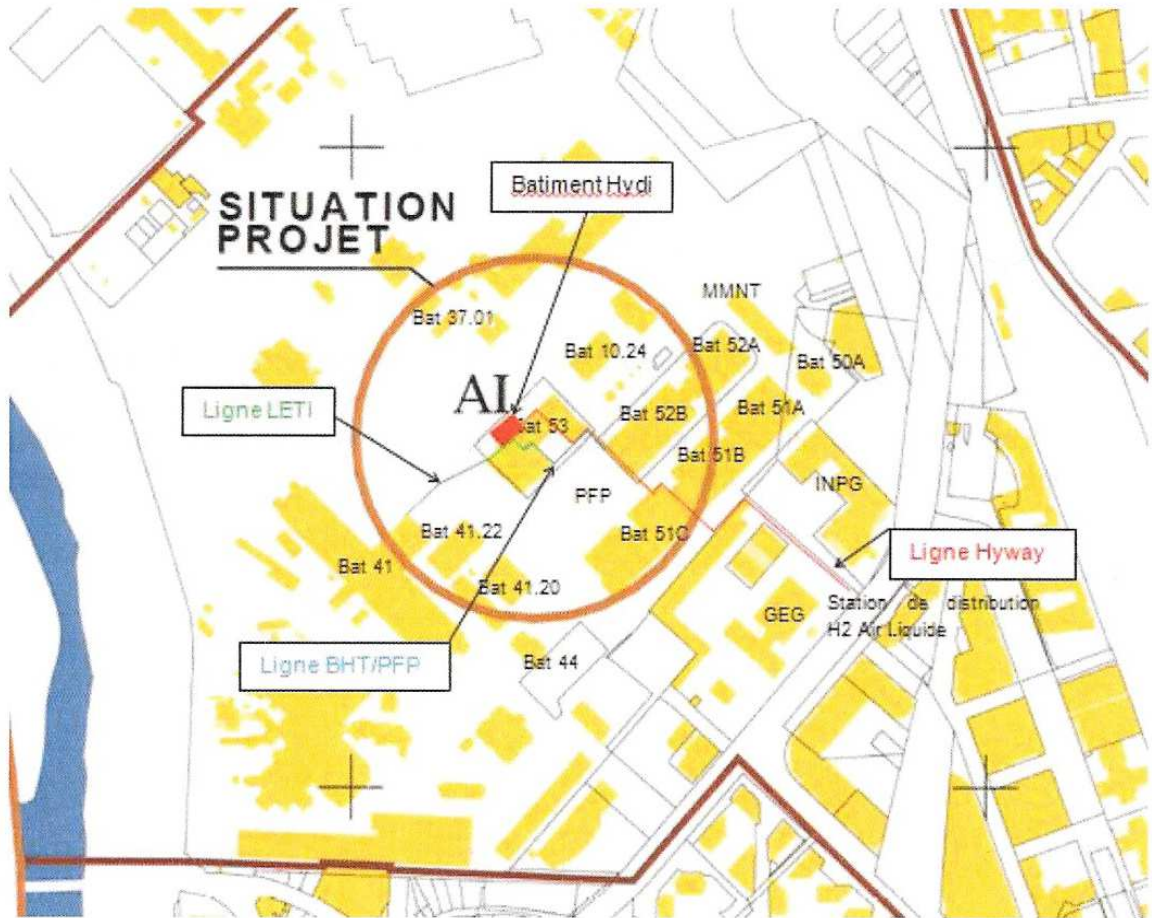 Batiment Hydi
SITUATION
PROJET
MMNT
Bat 37.01
Bat 10.24
Bat 52A
Bat 50A
AL
Ligne LETI
Bat 53
Bat 52B
Bat 51A
Bat 51B
PFP
INPG
Bat 41.22
Bat 51C
Ligne Hyway
Bat 41
Bat 41.20
GEG
Station de distribution
H2 Air Liquide
Ligne BHT/PFP
Bat 44